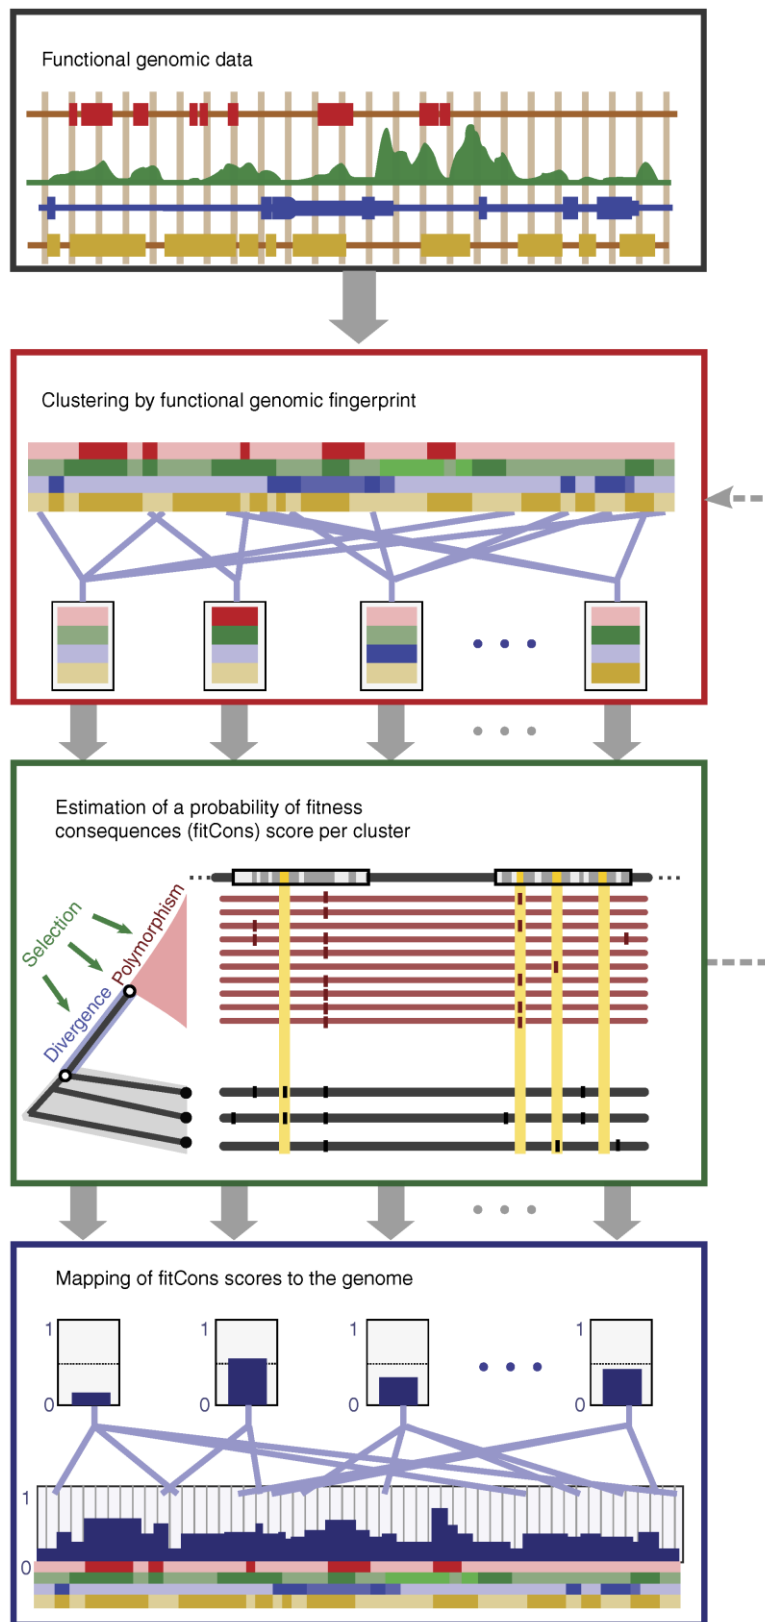 Functional genomic data
Clustering by functional genomic fingerprint
Estimation of a probability of fitness
consequences (fitCons) score per cluster
Selection
Polymorphism
Divergence
Mapping of fitCons scores to the genome
1 1 1 1
0 0 0 0
1
0